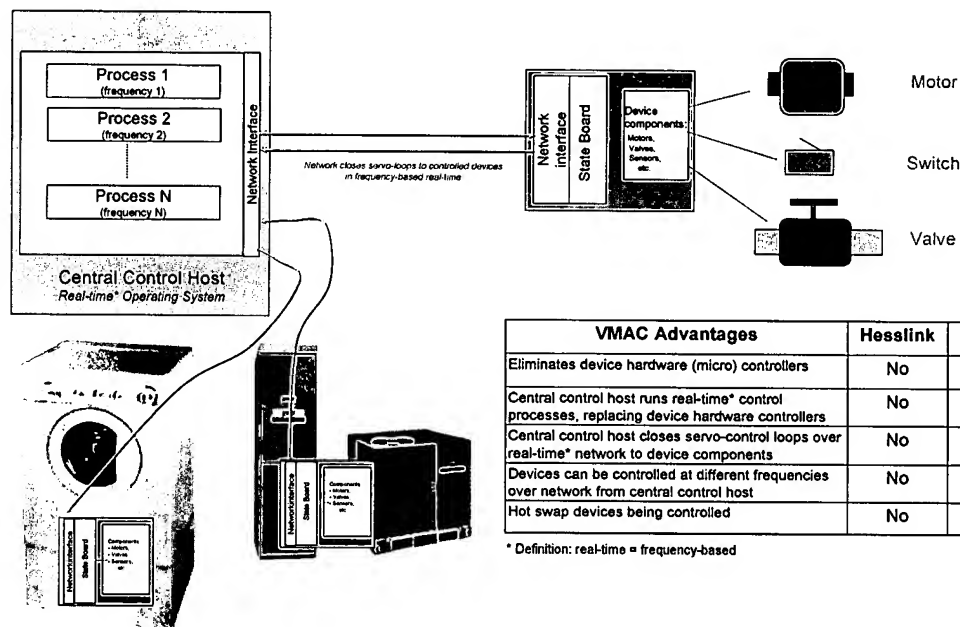 Process 1
(frequency 1)
Process 2
(frequency 2)
Process N
(frequency N)
Network Interface
Central Control Host
Real-time* Operating System
Network closes servo-loops to controlled devices
in frequency-based real-time
Network
interface
State Board
Device
components:
Motors,
Valves,
Sensors,
etc.
Motor
Switch
Valve
NetworkInterface
State Board
Components
• Motors,
• Valves
• Sensors,
etc
NetworkInterface
State Board
Components
• Motors,
• Valves
• Sensors,
etc
VMAC Advantages
Hesslink
Eliminates device hardware (micro) controllers
No
Central control host runs real-time* control
processes, replacing device hardware controllers
No
Central control host closes servo-control loops over
real-time* network to device components
No
Devices can be controlled at different frequencies
over network from central control host
No
Hot swap devices being controlled
No
* Definition: real-time = frequency-based